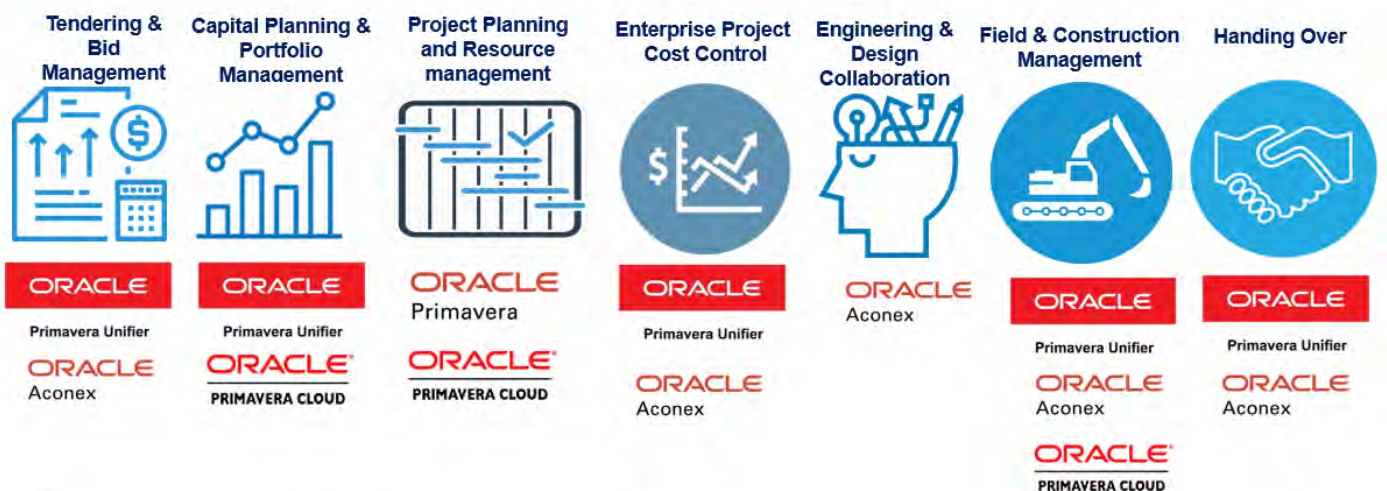 Tendering &
Bid
Management
Capital Planning &
Portfolio
Management
Project Planning
and Resource
management
Enterprise Project
Cost Control
Engineering &
Design
Collaboration
Field & Construction
Management
Handing Over
$
$
ORACLE
Primavera Unifier
ORACLE
Aconex
ORACLE
Primavera Unifier
ORACLE
PRIMAVERA CLOUD
ORACLE
Primavera
ORACLE
PRIMAVERA CLOUD
ORACLE
Primavera Unifier
ORACLE
Aconex
ORACLE
Aconex
ORACLE
Primavera Unifier
ORACLE
Aconex
ORACLE
PRIMAVERA CLOUD
ORACLE
Primavera Unifier
ORACLE
Aconex